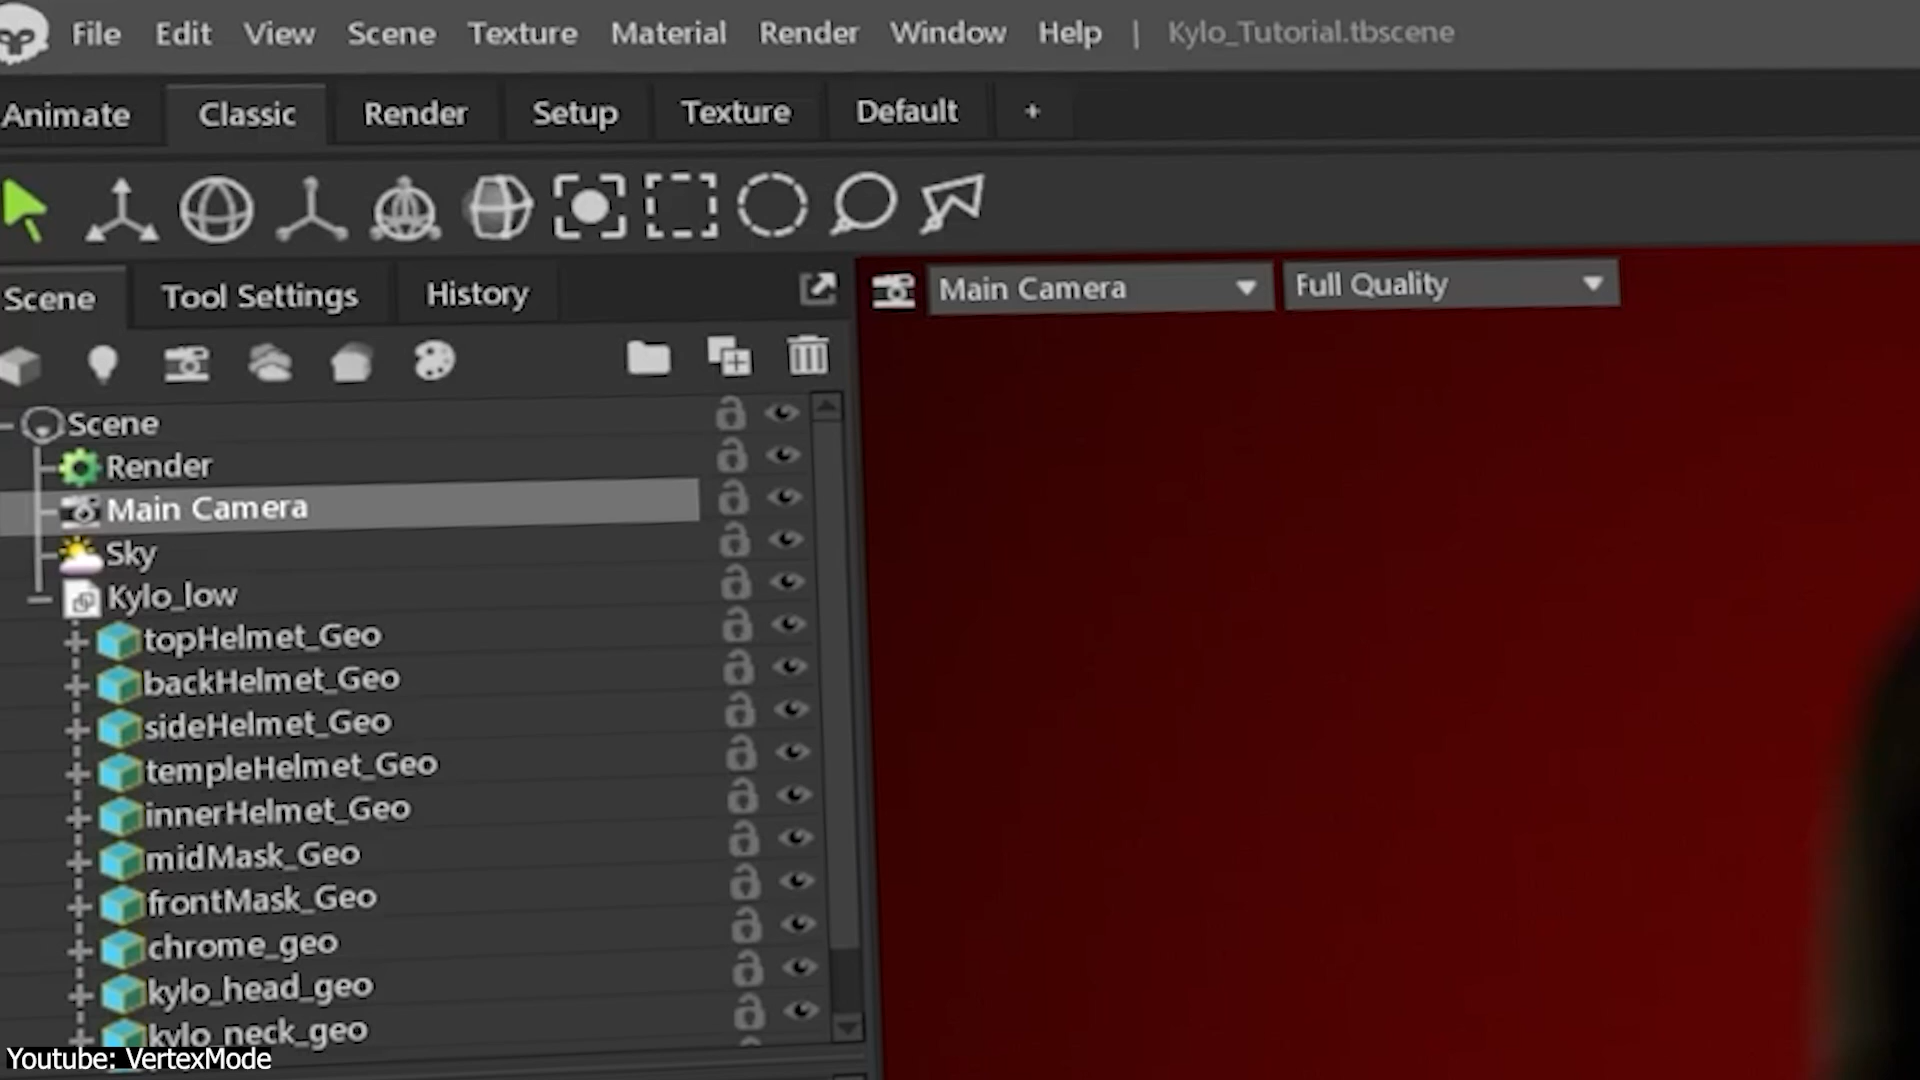 File Edit View Scene Texture Material Render Window Help | Kylo_Tutorial.tbscene
Animate Classic Render Setup Texture Default +
Scene Tool Settings History
Main Camera Full Quality
Scene
Render
Main Camera
Sky
Kylo_low
topHelmet_Geo
backHelmet_Geo
sideHelmet_Geo
templeHelmet_Geo
innerHelmet_Geo
midMask_Geo
frontMask_Geo
chrome_geo
kylo_head_geo
kylo_neck_geo
Youtube: VertexMode